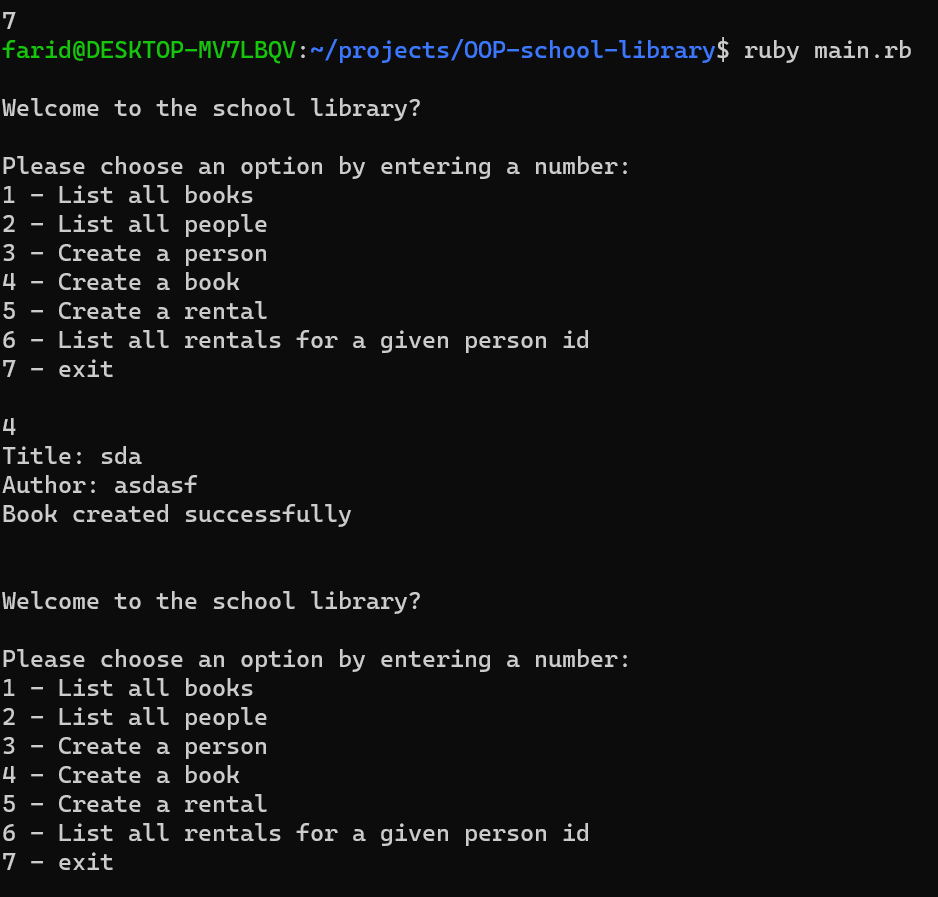 7
farid@DESKTOP-MV7LBQV:~/projects/OOP-school-library$ ruby main.rb
Welcome to the school library?
Please choose an option by entering a number:
1 - List all books
2 - List all people
3 - Create a person
4 - Create a book
5 - Create a rental
6 - List all rentals for a given person id
7 - exit
4
Title: sda
Author: asdasf
Book created successfully
Welcome to the school library?
Please choose an option by entering a number:
1 - List all books
2 - List all people
3 - Create a person
4 - Create a book
5 - Create a rental
6 - List all rentals for a given person id
7 - exit